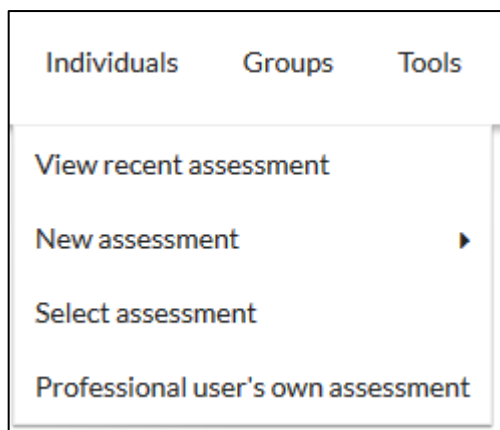 Individuals Groups Tools
View recent assessment
New assessment
Select assessment
Professional user's own assessment